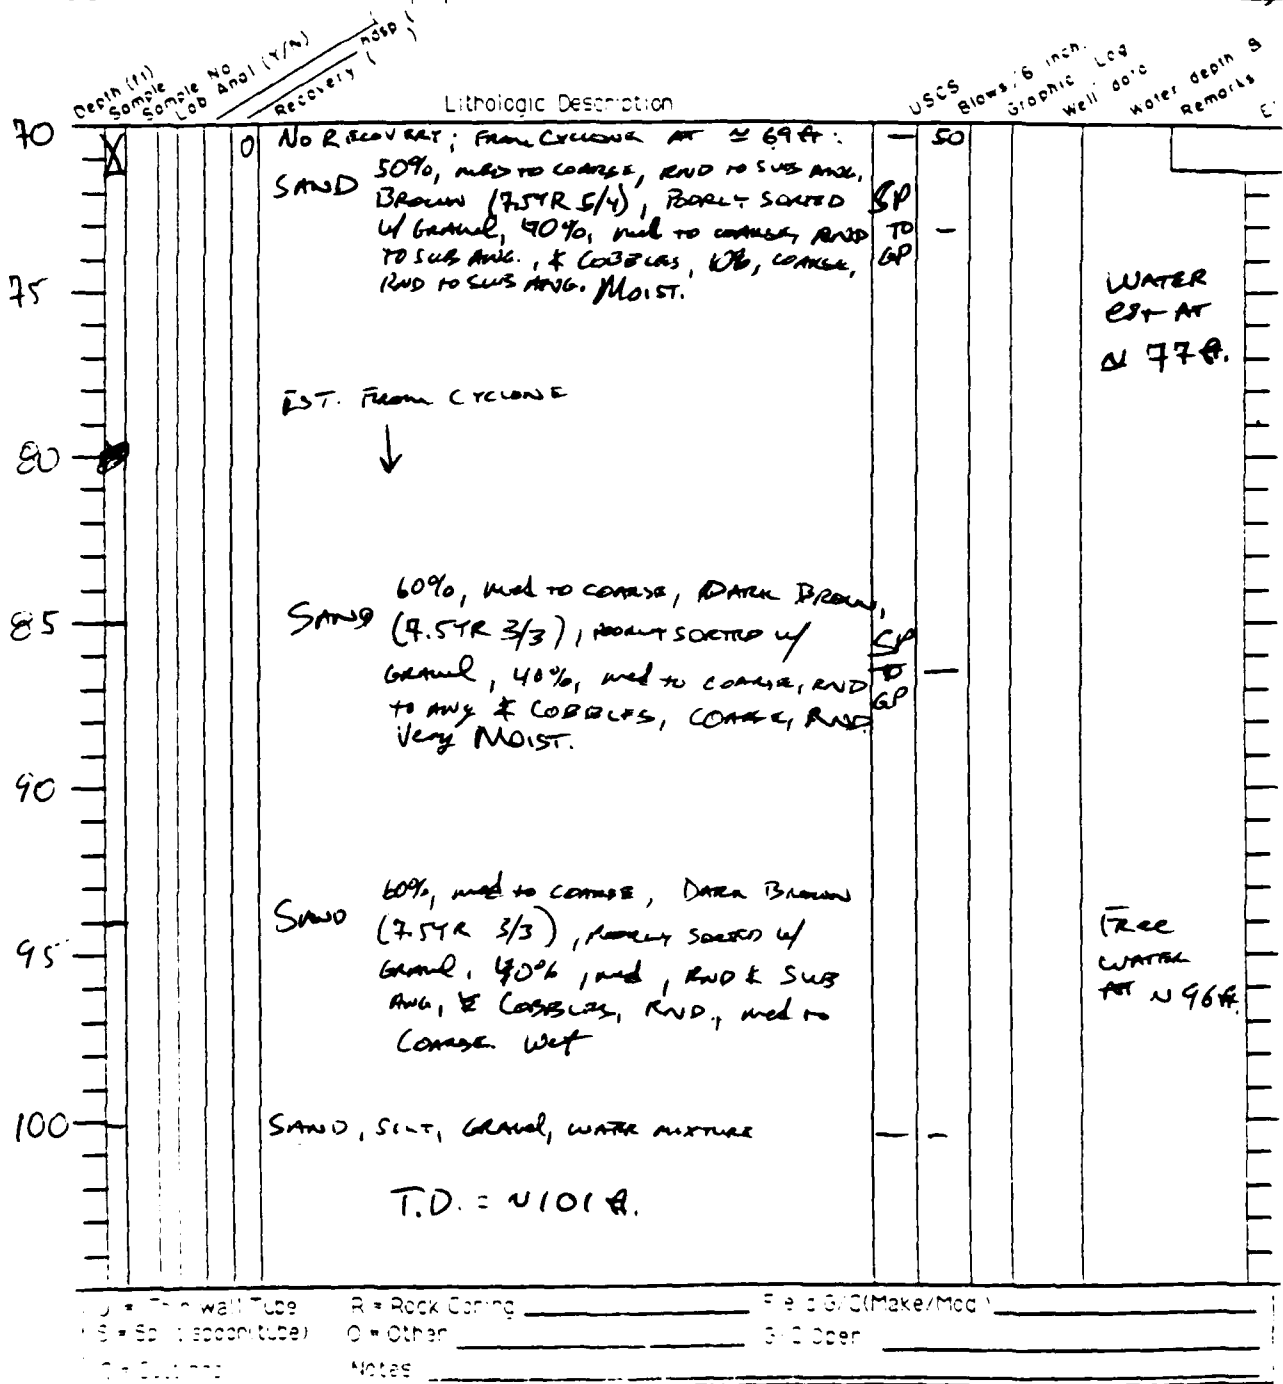 Depth (ft)
Sample
Sample No
Lab Anal (Y/N)
Recovery ( )
Lithologic Description
USCS
Blows/6 inch.
Graphic Log
Well data
Water depth &
Remarks
70
0
No Recovery; From Cyclone at ≃ 69 ft:
— 50
SAND 50%, med to coarse, rnd to sub ang,
Brown (7.5YR 5/4), Poorly sorted
w/ Gravel, 40%, med to coarse, rnd
to sub ang., & Cobbles, 10%, coarse,
rnd to sub ang. Moist.
SP
TO —
GP
75
Water
est at
~ 77 ft.
Est. From Cyclone
↓
80
85
SAND 60%, med to coarse, Dark Brown,
(7.5YR 3/3), poorly sorted w/
Gravel, 40%, med to coarse, rnd
to ang & Cobbles, coarse, rnd
Very Moist.
SP
TO —
GP
90
95
SAND 60%, med to coarse, Dark Brown
(7.5YR 3/3), poorly sorted w/
Gravel, 40%, med, rnd & sub
ang, & Cobbles, rnd., med to
coarse. Wet
Free
water
at ~ 96 ft.
100
Sand, Silt, Gravel, water mixture
— —
T.D. = ~101 ft.
wall Tube
R = Rock Coring
G/C(Make/Mod.)
spoon(tube)
O = Other
G/C Oper
Notes